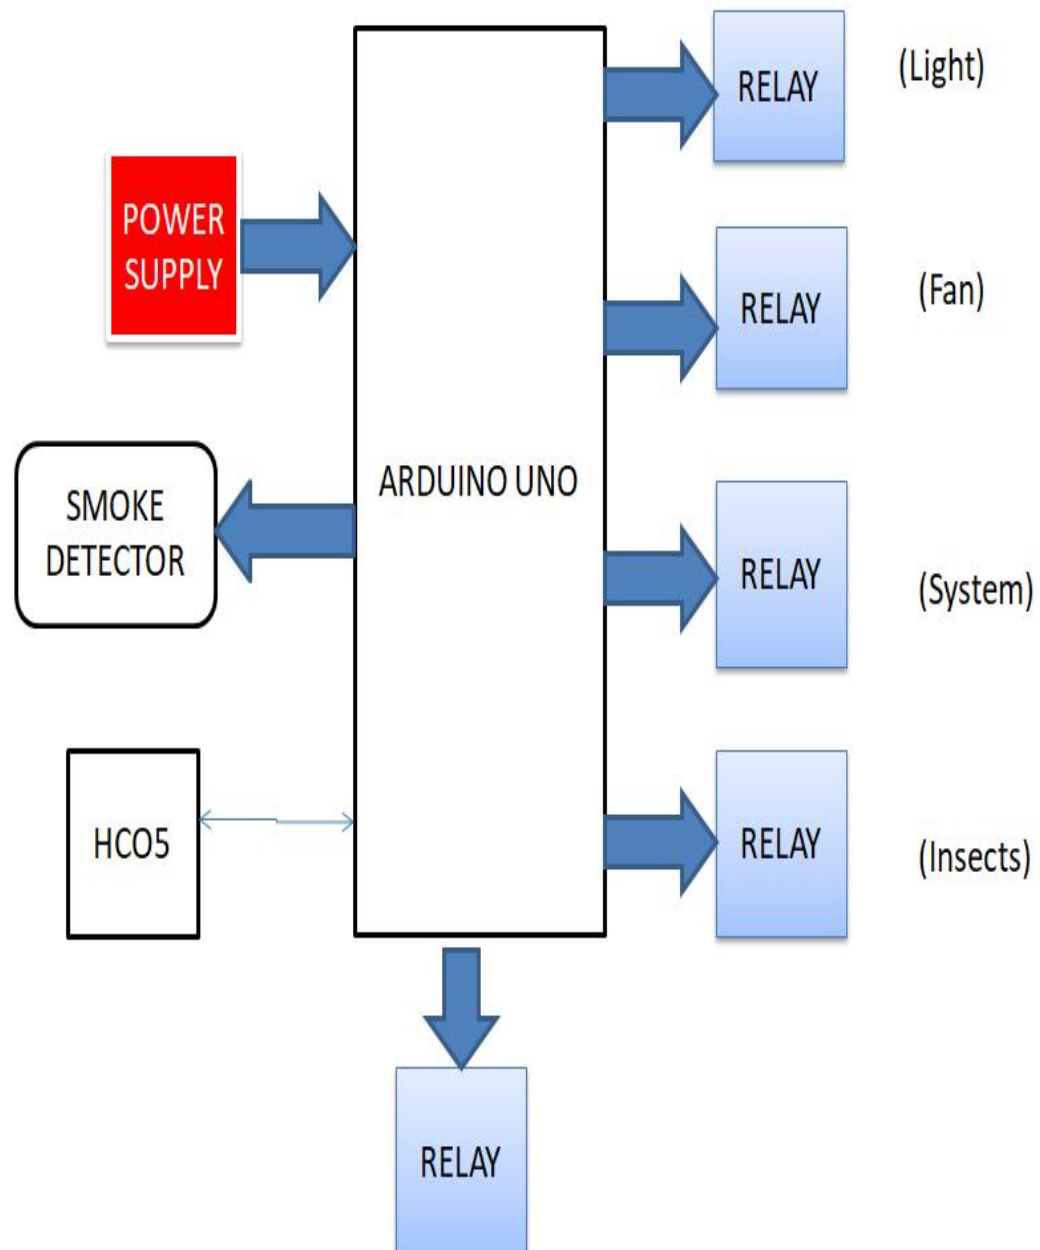 RELAY
(Light)
POWER
SUPPLY
RELAY
(Fan)
ARDUINO UNO
SMOKE
DETECTOR
RELAY
(System)
HCO5
RELAY
(Insects)
RELAY